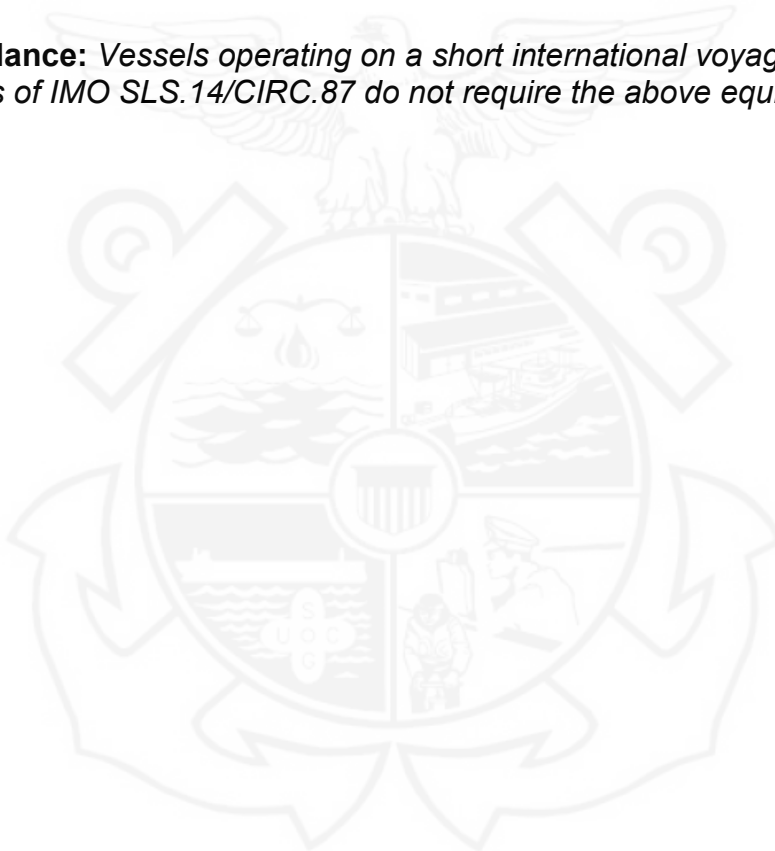 lance: Vessels operating on a short international voyag
s of IMO SLS.14/CIRC.87 do not require the above equ
S
U O C
G